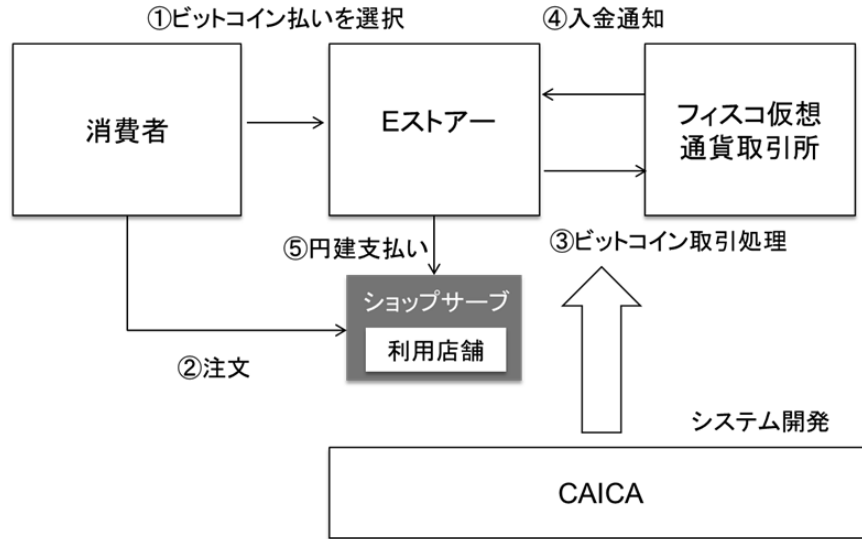 ①ビットコイン払いを選択
④入金通知
消費者
Eストアー
フィスコ仮想
通貨取引所
⑤円建支払い
③ビットコイン取引処理
ショップサーブ
利用店舗
②注文
システム開発
CAICA